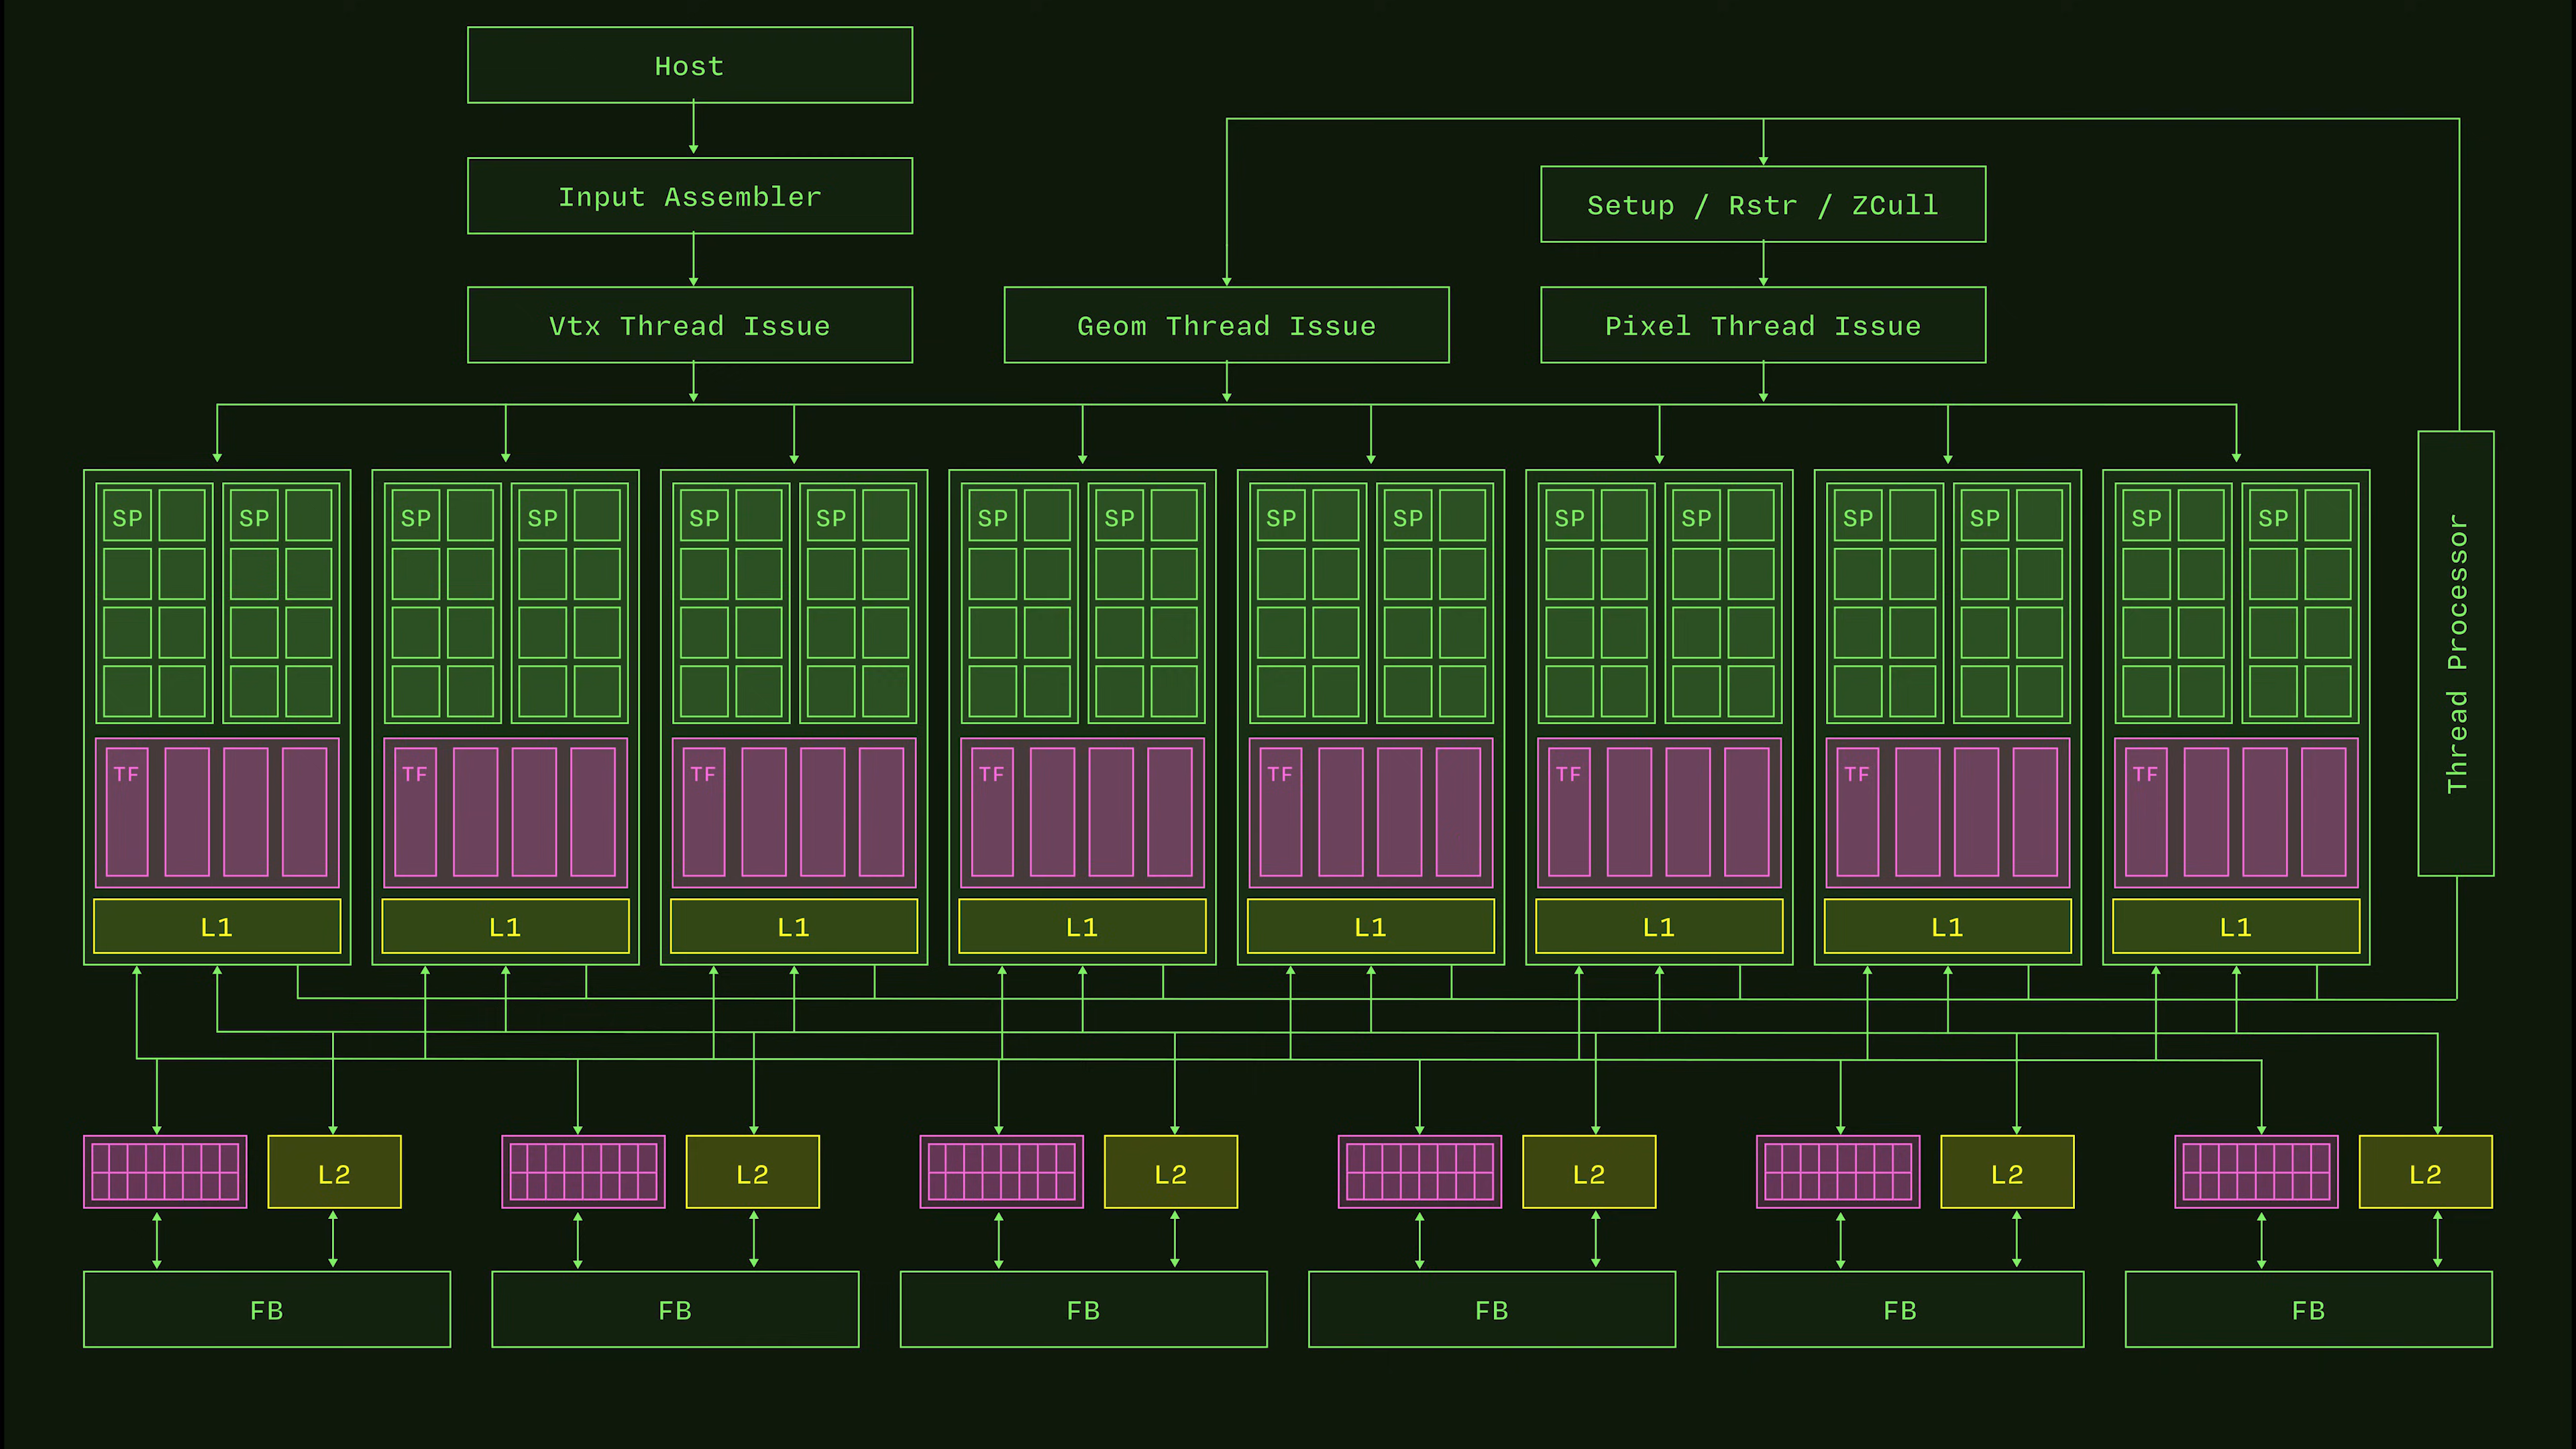 Host
Input Assembler
Setup / Rstr / ZCull
Vtx Thread Issue
Geom Thread Issue
Pixel Thread Issue
SP SP SP SP SP SP SP SP SP SP SP SP SP SP SP SP
Thread Processor
TF TF TF TF TF TF TF TF
L1 L1 L1 L1 L1 L1 L1 L1
L2 L2 L2 L2 L2 L2
FB FB FB FB FB FB